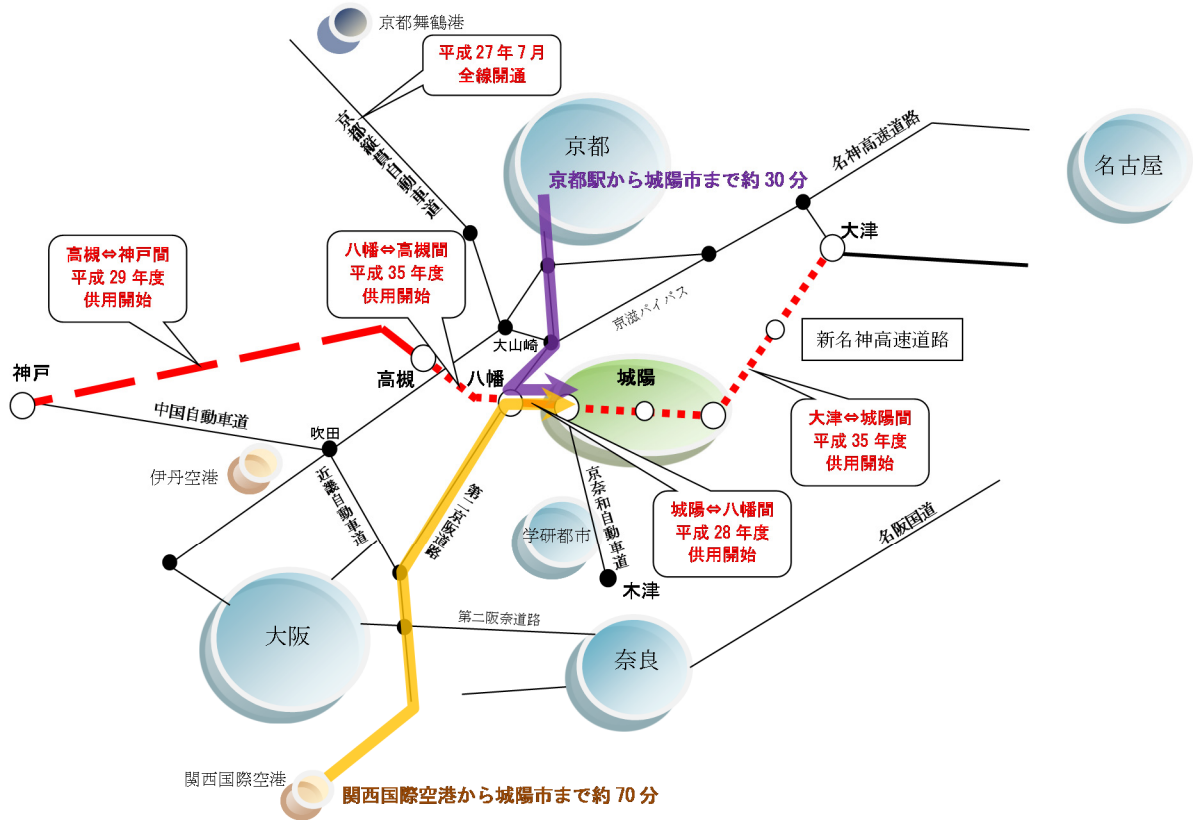 京都舞鶴港
平成27年7月
全線開通
京都縦貫自動車道
京都
京都駅から城陽市まで約30分
名神高速道路
名古屋
大津
高槻⇔神戸間
平成29年度
供用開始
八幡⇔高槻間
平成35年度
供用開始
京滋バイパス
大山崎
新名神高速道路
神戸
高槻
八幡
城陽
中国自動車道
吹田
伊丹空港
近畿自動車道
第二京阪道路
京奈和自動車道
大津⇔城陽間
平成35年度
供用開始
城陽⇔八幡間
平成28年度
供用開始
名阪国道
学研都市
木津
大阪
第二阪奈道路
奈良
関西国際空港
関西国際空港から城陽市まで約70分